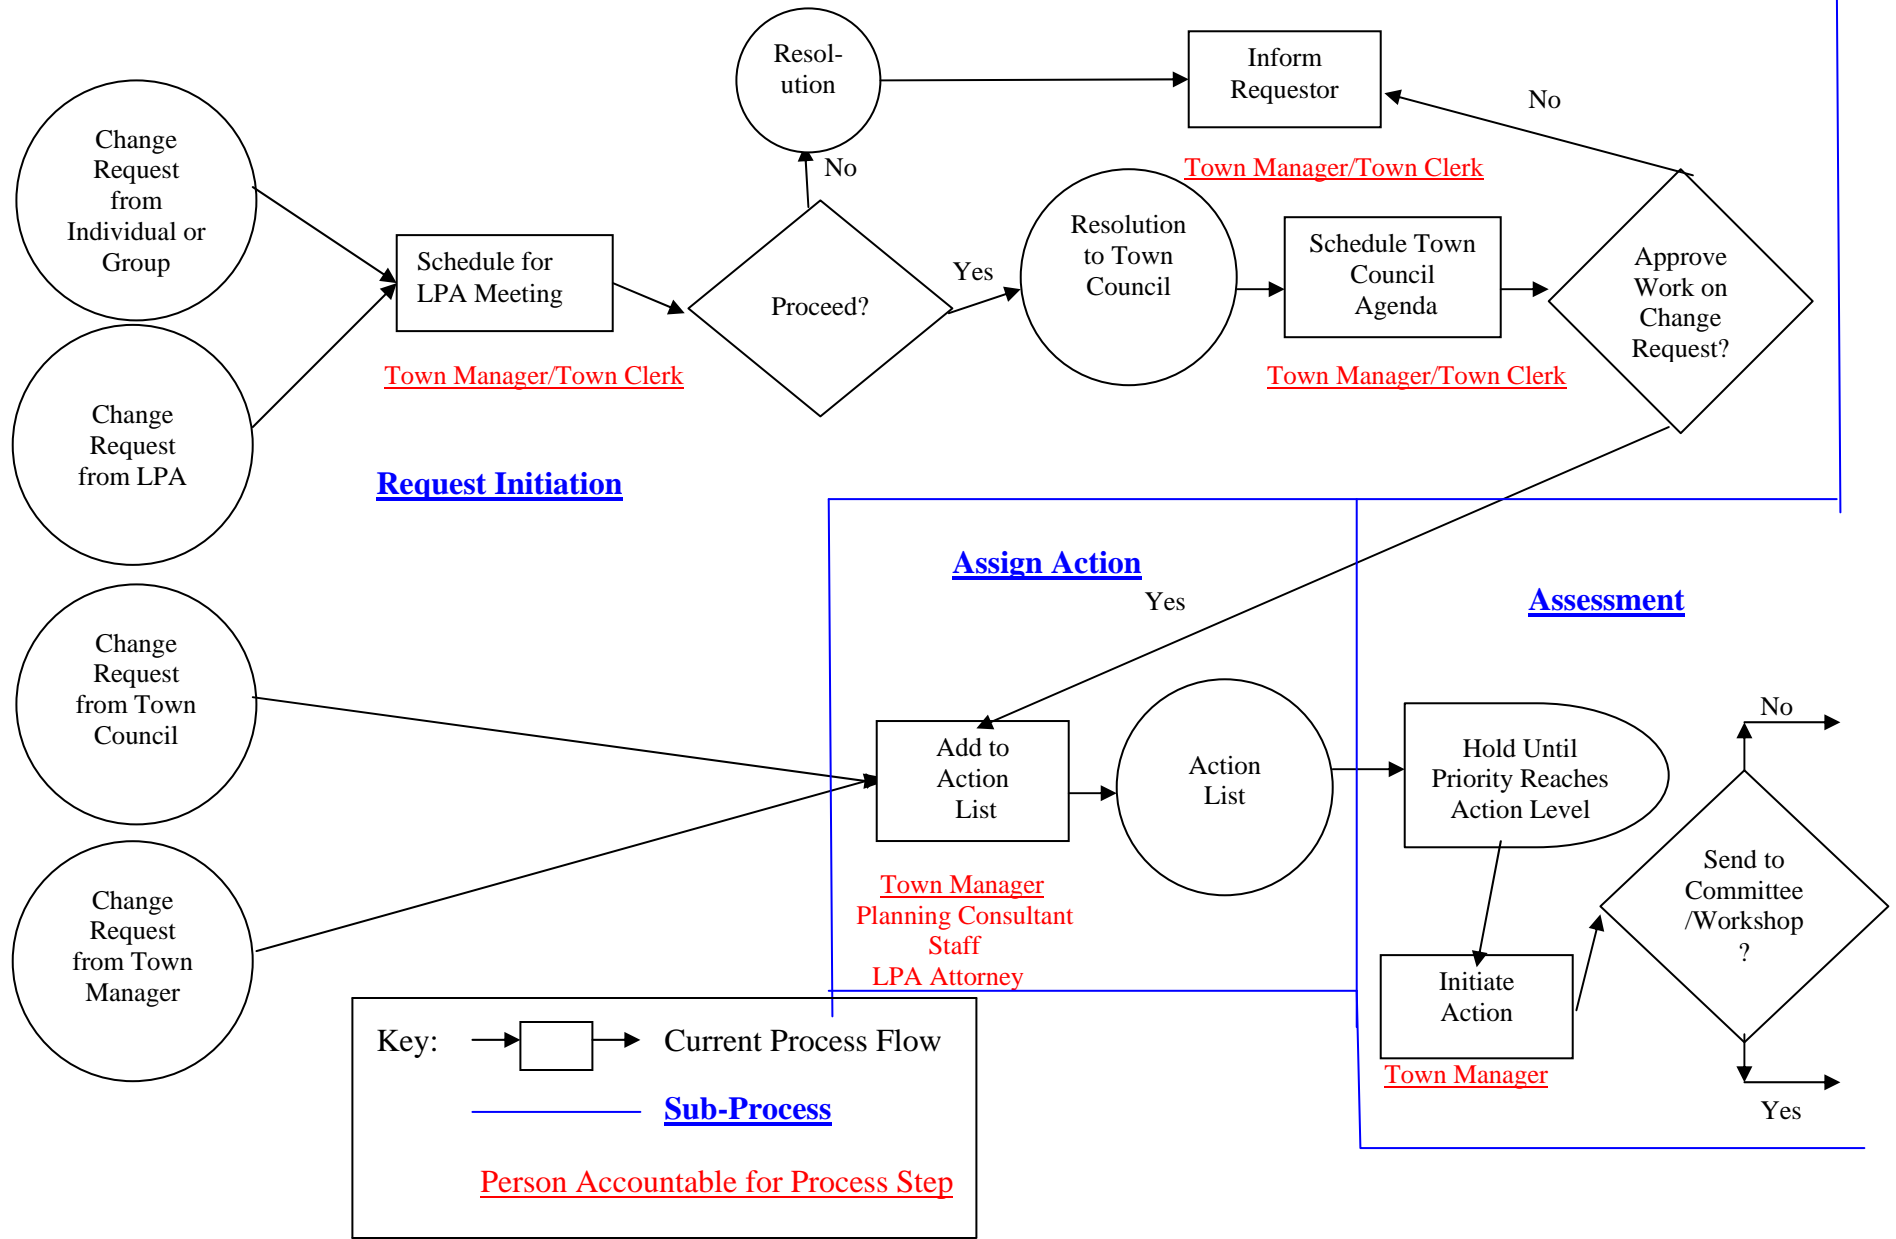 Change
Request
from
Individual or
Group
Change
Request
from LPA
Schedule for
LPA Meeting
Town Manager/Town Clerk
Proceed?
No
Resol-
ution
Inform
Requestor
Town Manager/Town Clerk
Yes
Resolution
to Town
Council
Schedule Town
Council
Agenda
Town Manager/Town Clerk
Approve
Work on
Change
Request?
No
Request Initiation
Assign Action
Yes
Assessment
Change
Request
from Town
Council
Change
Request
from Town
Manager
Add to
Action
List
Town Manager
Planning Consultant
Staff
LPA Attorney
Action
List
Hold Until
Priority Reaches
Action Level
Initiate
Action
Town Manager
Send to
Committee
/Workshop
?
No
Yes
Key:
Current Process Flow
Sub-Process
Person Accountable for Process Step